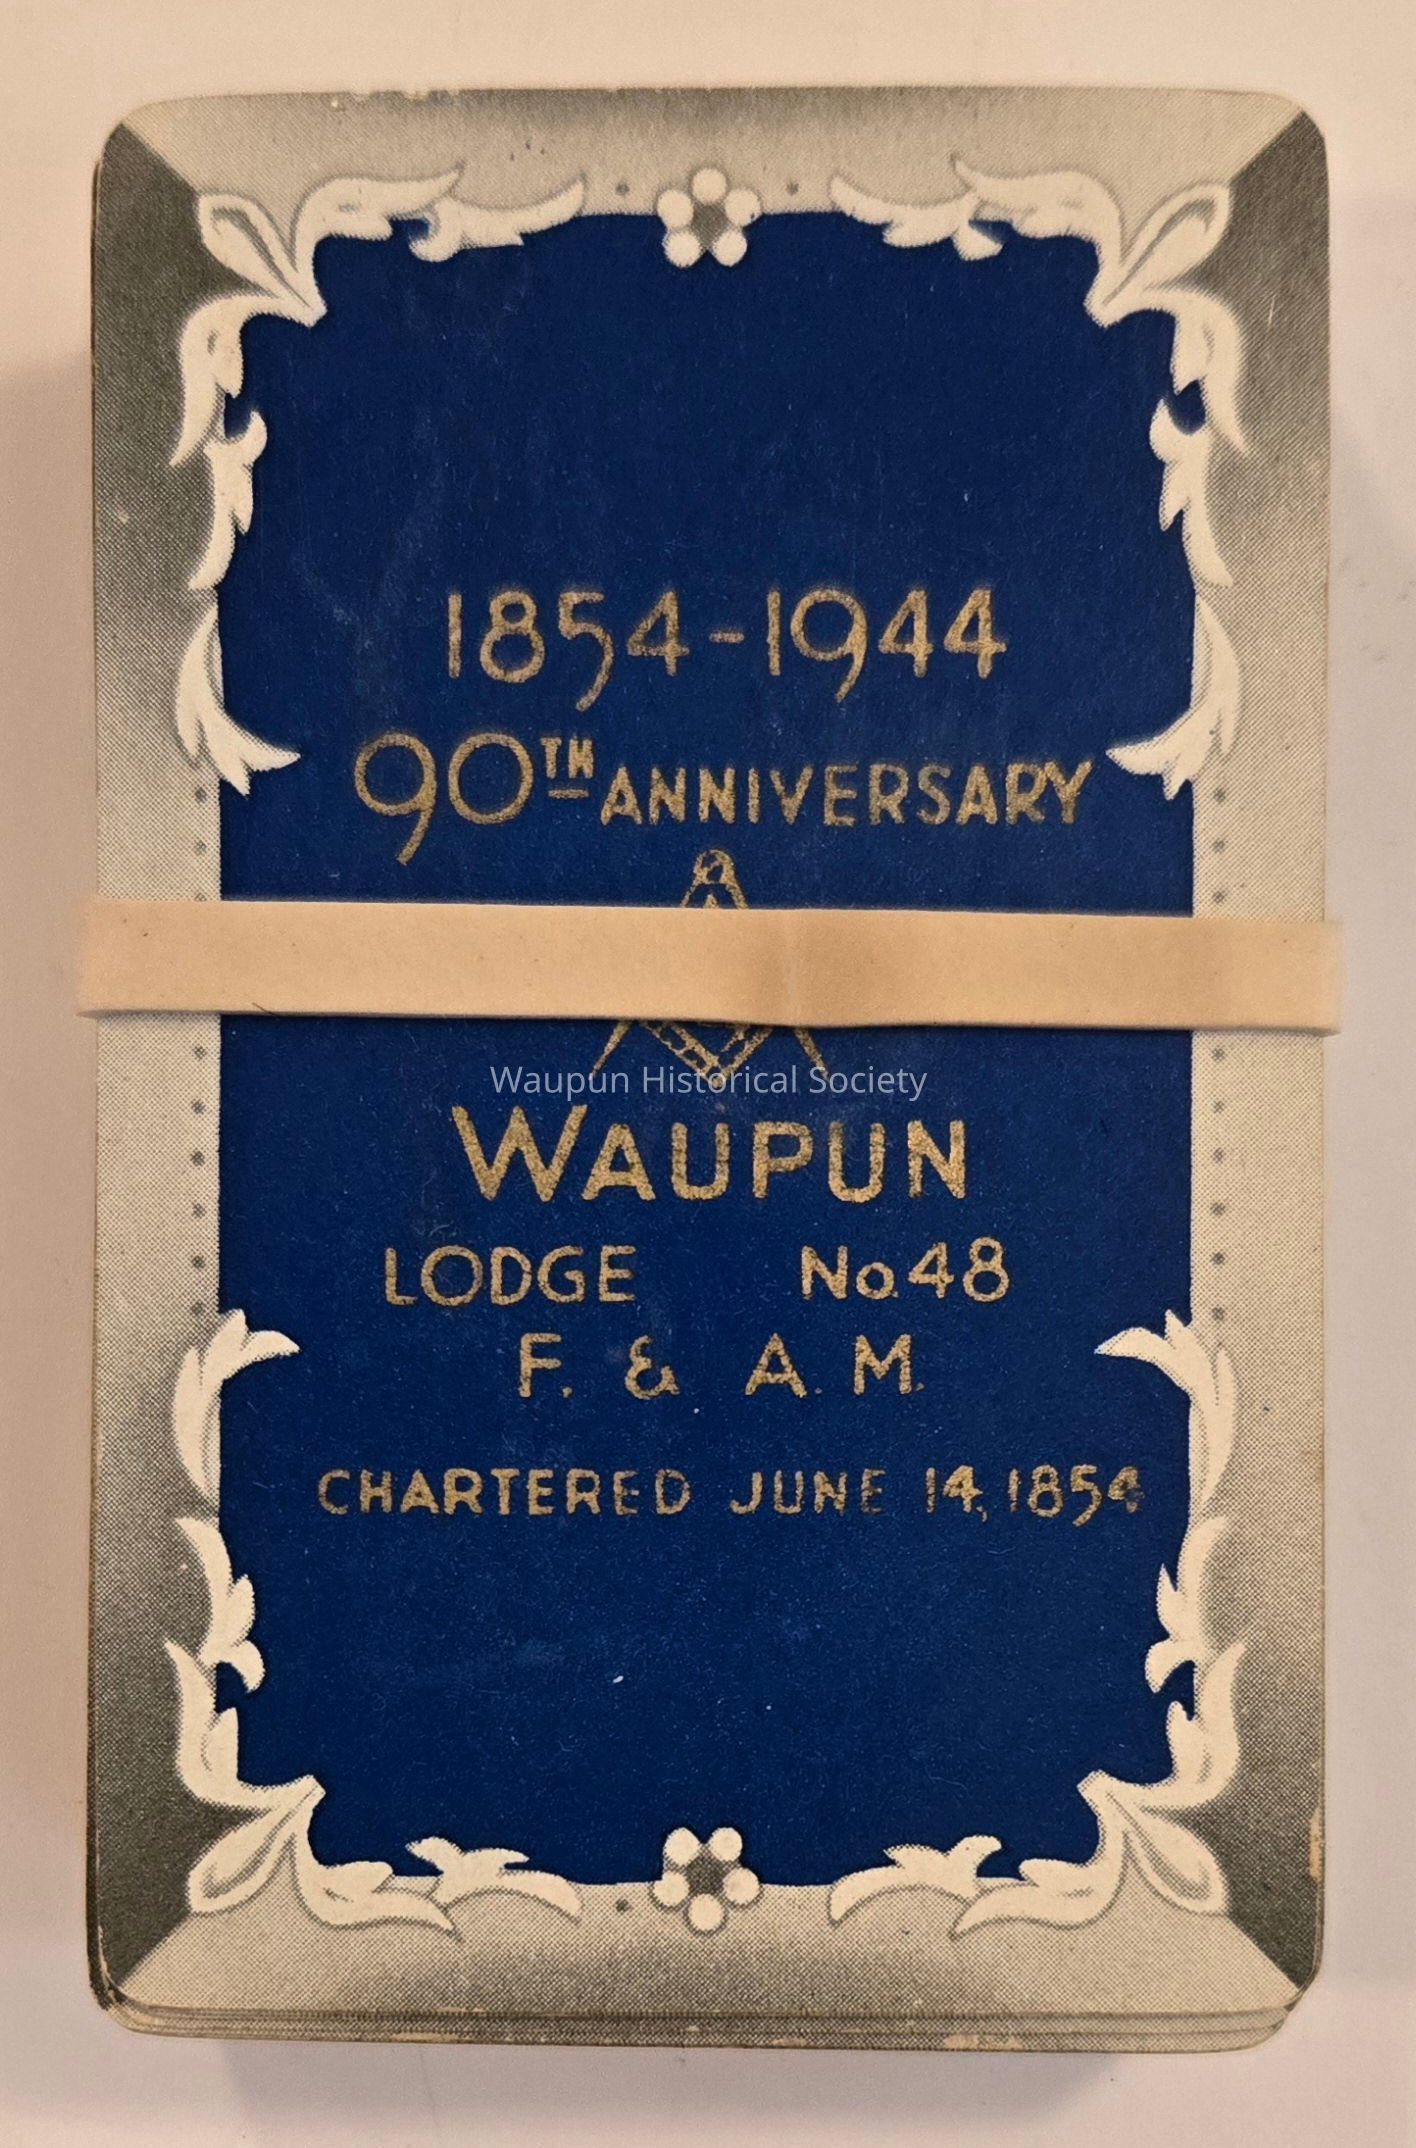 1854-1944
90TH ANNIVERSARY
Waupun Historical Society
WAUPUN
LODGE No. 48
F. & A. M.
CHARTERED JUNE 14, 1854